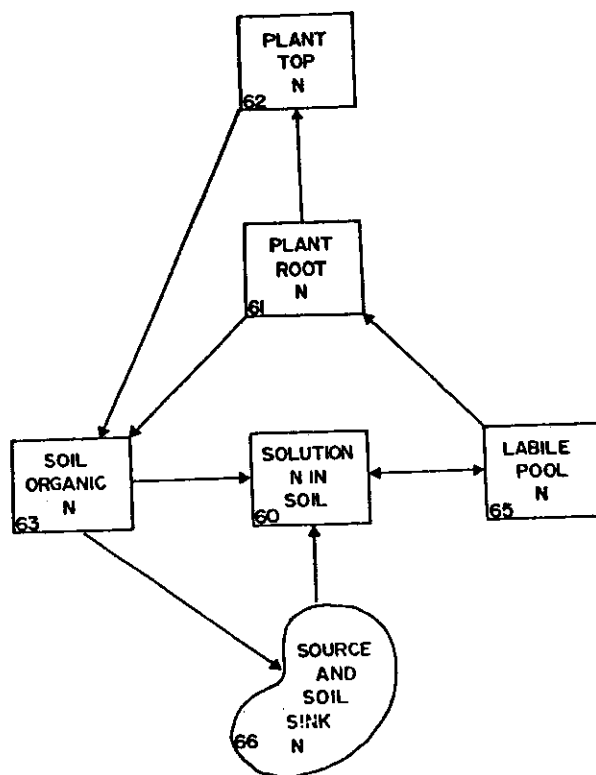 PLANT
TOP
N
62
PLANT
ROOT
N
61
SOIL
ORGANIC
N
63
SOLUTION
N IN
SOIL
60
LABILE
POOL
N
65
SOURCE
AND
SOIL
SINK
N
66